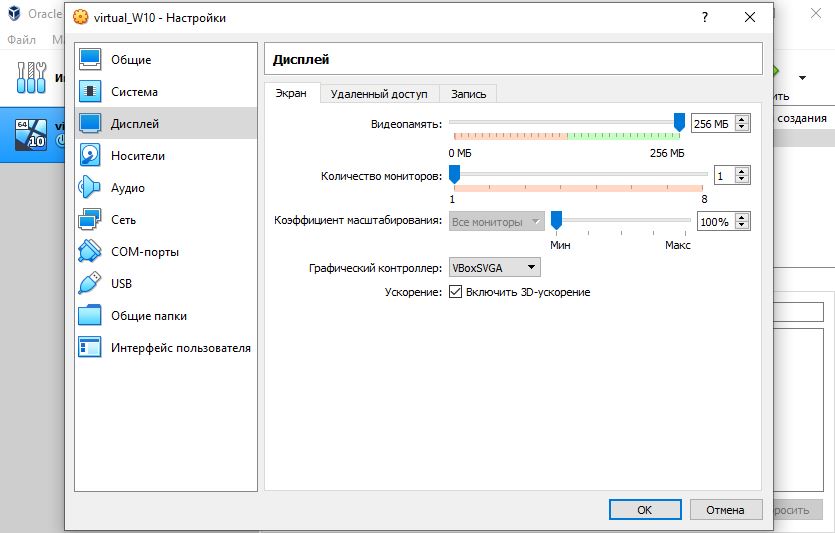 Oracle
virtual_W10 - Настройки
?
Файл
Общие
Система
Дисплей
Носители
Аудио
Сеть
COM-порты
USB
Общие папки
Интерфейс пользователя
64
10
Дисплей
Экран
Удаленный доступ
Запись
Видеопамять:
256 МБ
0 МБ
256 МБ
Количество мониторов:
1
1
8
Коэффициент масштабирования:
Все мониторы
100%
Мин
Макс
Графический контроллер:
VBoxSVGA
Ускорение:
Включить 3D-ускорение
OK
Отмена
создания